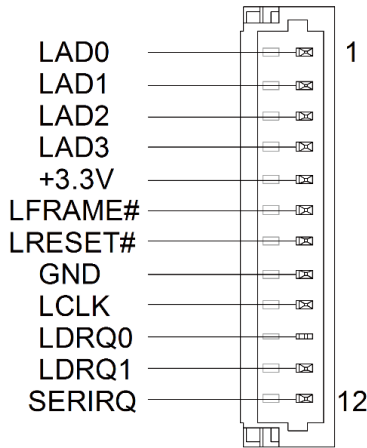 LAD0 1
LAD1
LAD2
LAD3
+3.3V
LFRAME#
LRESET#
GND
LCLK
LDRQ0
LDRQ1
SERIRQ 12